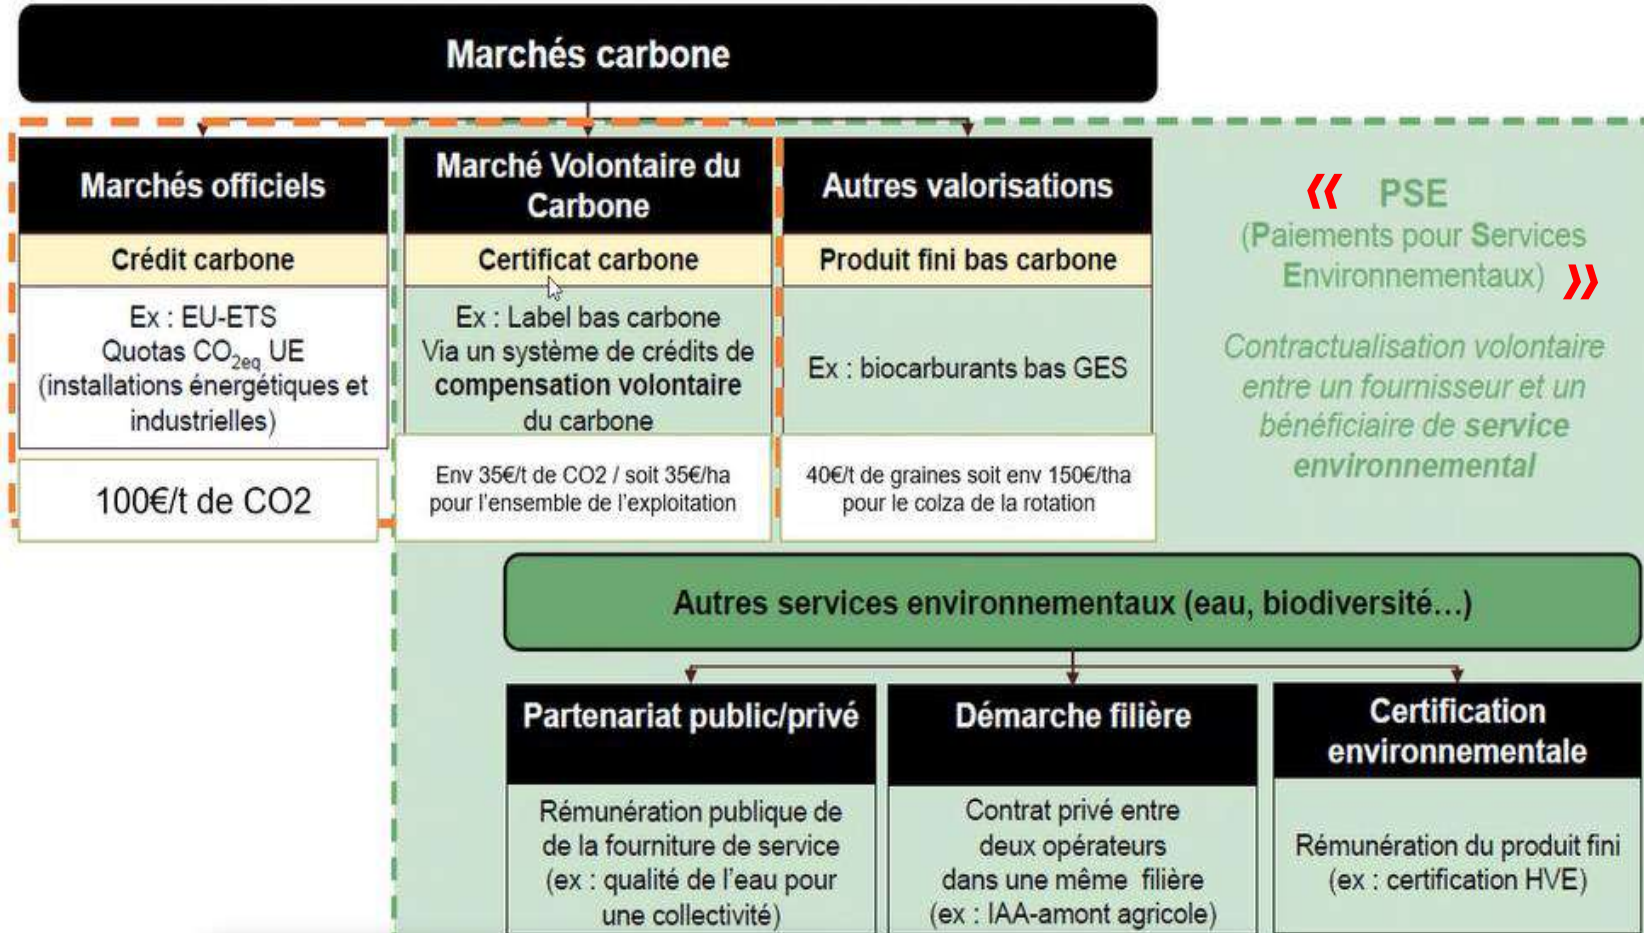 Marchés carbone
Marchés officiels
Crédit carbone
Ex : EU-ETS
Quotas CO2eq UE
(installations énergétiques et
industrielles)
100€/t de CO2
Marché Volontaire du
Carbone
Certificat carbone
Ex : Label bas carbone
Via un système de crédits de
compensation volontaire
du carbone
Env 35€/t de CO2 / soit 35€/ha
pour l'ensemble de l'exploitation
Autres valorisations
Produit fini bas carbone
Ex : biocarburants bas GES
40€/t de graines soit env 150€/tha
pour le colza de la rotation
« PSE
(Paiements pour Services
Environnementaux) »
Contractualisation volontaire
entre un fournisseur et un
bénéficiaire de service
environnemental
Autres services environnementaux (eau, biodiversité…)
Partenariat public/privé
Rémunération publique de
de la fourniture de service
(ex : qualité de l'eau pour
une collectivité)
Démarche filière
Contrat privé entre
deux opérateurs
dans une même filière
(ex : IAA-amont agricole)
Certification
environnementale
Rémunération du produit fini
(ex : certification HVE)